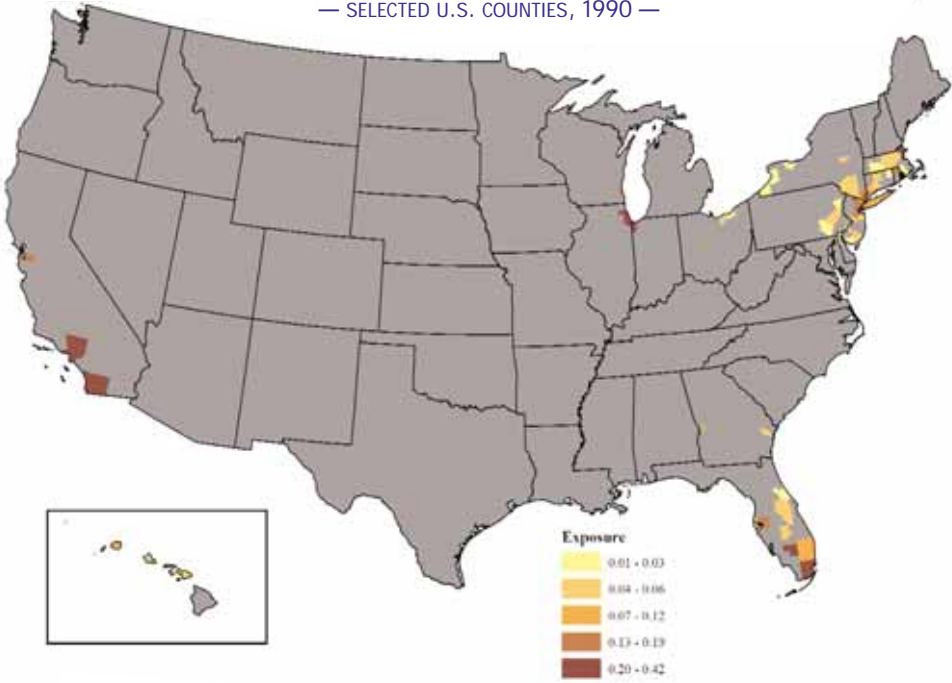 — SELECTED U.S. COUNTIES, 1990 —
Exposure
0.01 - 0.03
0.04 - 0.06
0.07 - 0.12
0.13 - 0.19
0.20 - 0.42